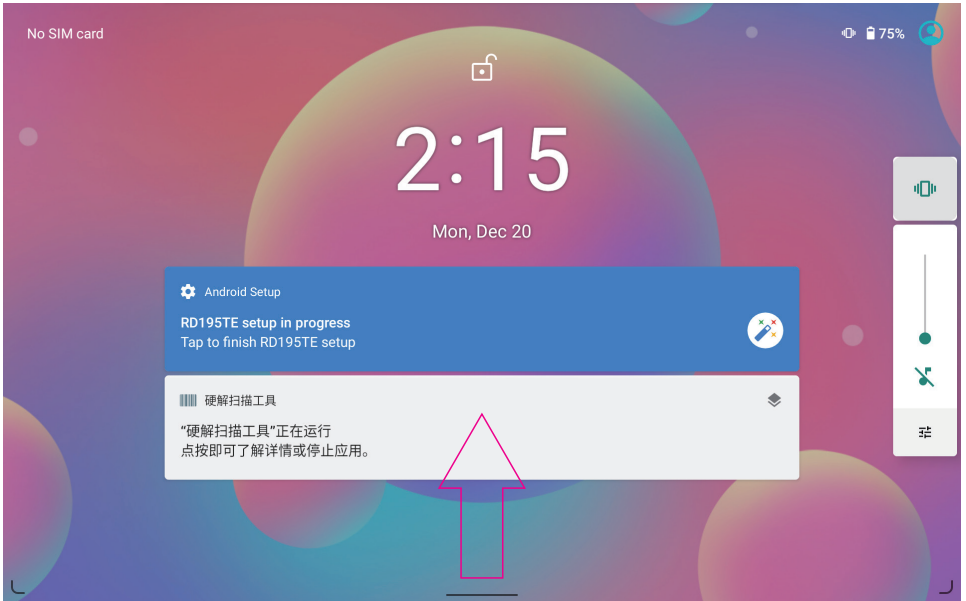 No SIM card
75%
2:15
Mon, Dec 20
Android Setup
RD195TE setup in progress
Tap to finish RD195TE setup
硬解扫描工具
“硬解扫描工具”正在运行
点按即可了解详情或停止应用。